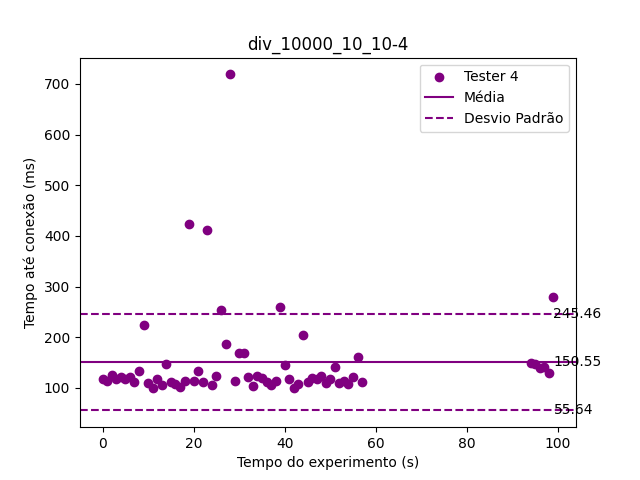 div_10000_10_10-4
Tester 4
Média
Desvio Padrão
Tempo até conexão (ms)
700
600
500
400
300
200
100
245.46
150.55
55.64
0 20 40 60 80 100
Tempo do experimento (s)